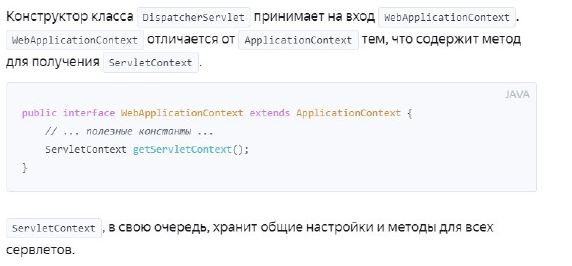 Конструктор класса DispatcherServlet принимает на вход WebApplicationContext.
WebApplicationContext отличается от ApplicationContext тем, что содержит метод
для получения ServletContext.
JAVA
public interface WebApplicationContext extends ApplicationContext {
// ... полезные константы ...
ServletContext getServletContext();
}
ServletContext, в свою очередь, хранит общие настройки и методы для всех
сервлетов.